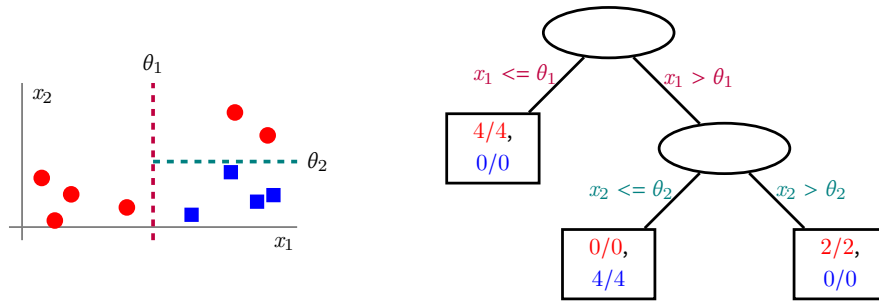 θ₁
x₂
θ₂
x₁
x₁ <= θ₁
x₁ > θ₁
4/4,
0/0
x₂ <= θ₂
x₂ > θ₂
0/0,
4/4
2/2,
0/0